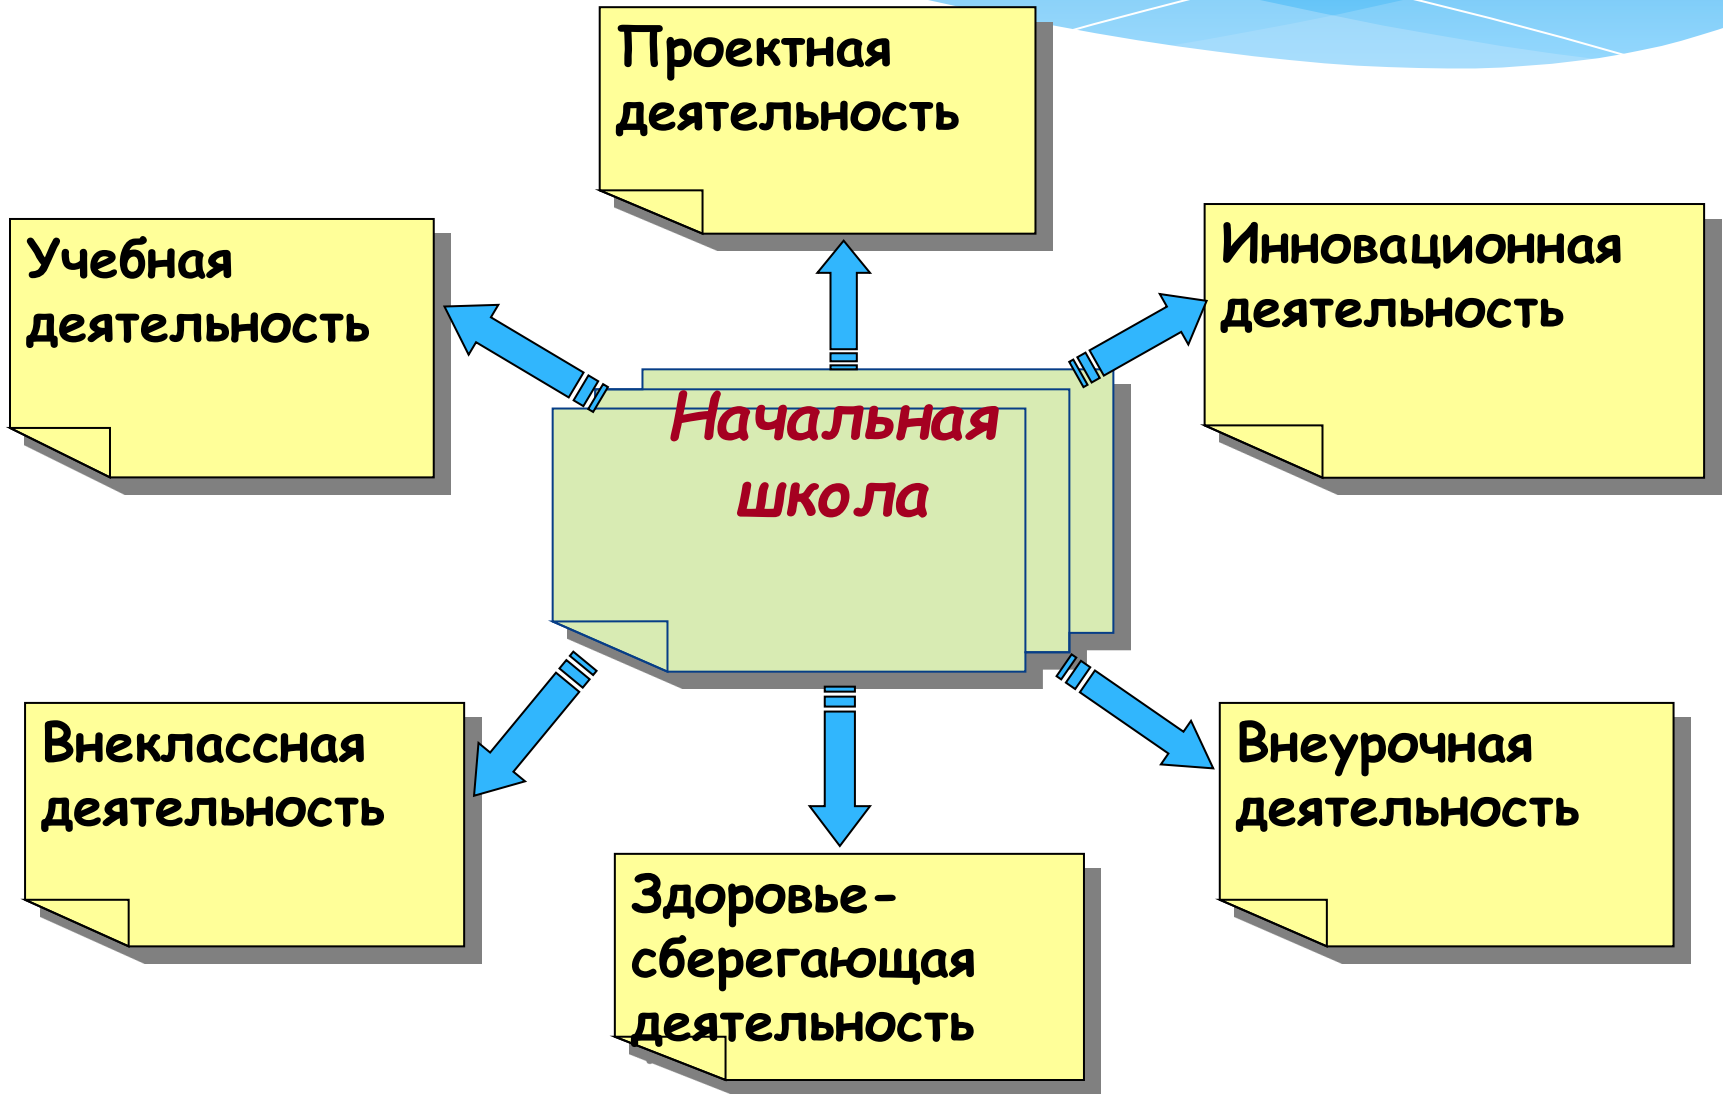 Проектная
деятельность
Учебная
деятельность
Инновационная
деятельность
Начальная
школа
Внеклассная
деятельность
Внеурочная
деятельность
Здоровье-
сберегающая
деятельность